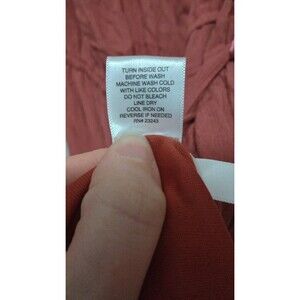 TURN INSIDE OUT
BEFORE WASH
MACHINE WASH COLD
WITH LIKE COLORS
DO NOT BLEACH
LINE DRY
COOL IRON ON
REVERSE IF NEEDED
RN# 23243